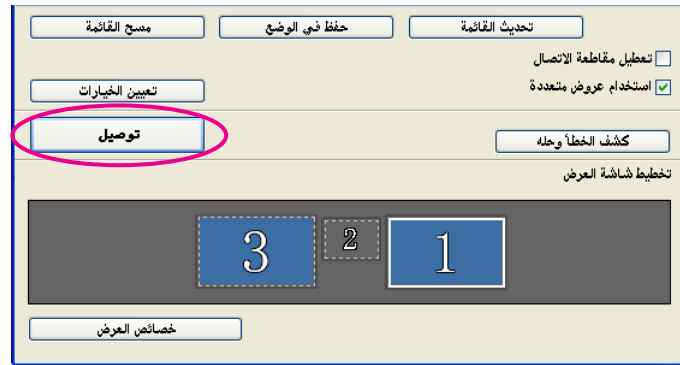 تحديث القائمة حفظ في الوضع مسح القائمة
تعطيل مقاطعة الاتصال
استخدام عروض متعددة تعيين الخيارات
توصيل
كشف الخطأ وحله
تخطيط شاشة العرض
1 2 3
خصائص العرض